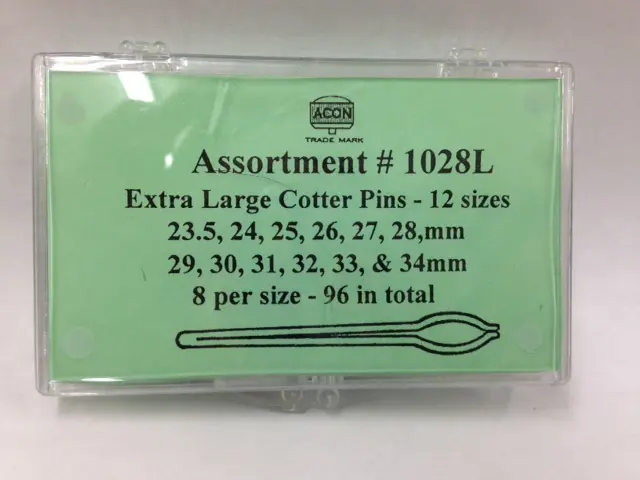 ACON
TRADE MARK
Assortment # 1028L
Extra Large Cotter Pins - 12 sizes
23.5, 24, 25, 26, 27, 28,mm
29, 30, 31, 32, 33, & 34mm
8 per size - 96 in total